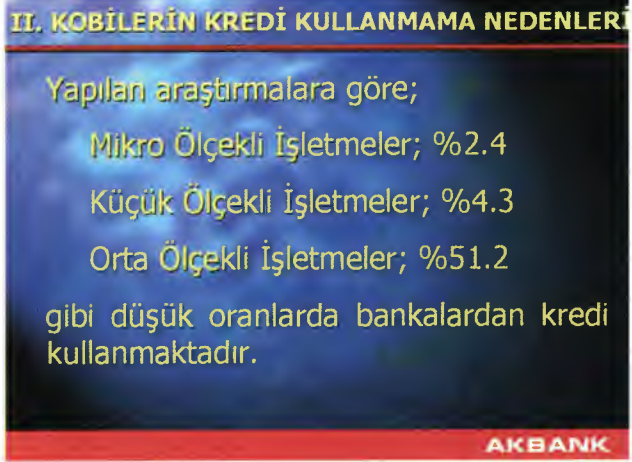 II. KOBİLERİN KREDİ KULLANMAMA NEDENLERİ
Yapılan araştırmalara göre;
Mikro Ölçekli İşletmeler; %2.4
Küçük Ölçekli İşletmeler; %4.3
Orta Ölçekli İşletmeler; %51.2
gibi düşük oranlarda bankalardan kredi
kullanmaktadır.
AKBANK